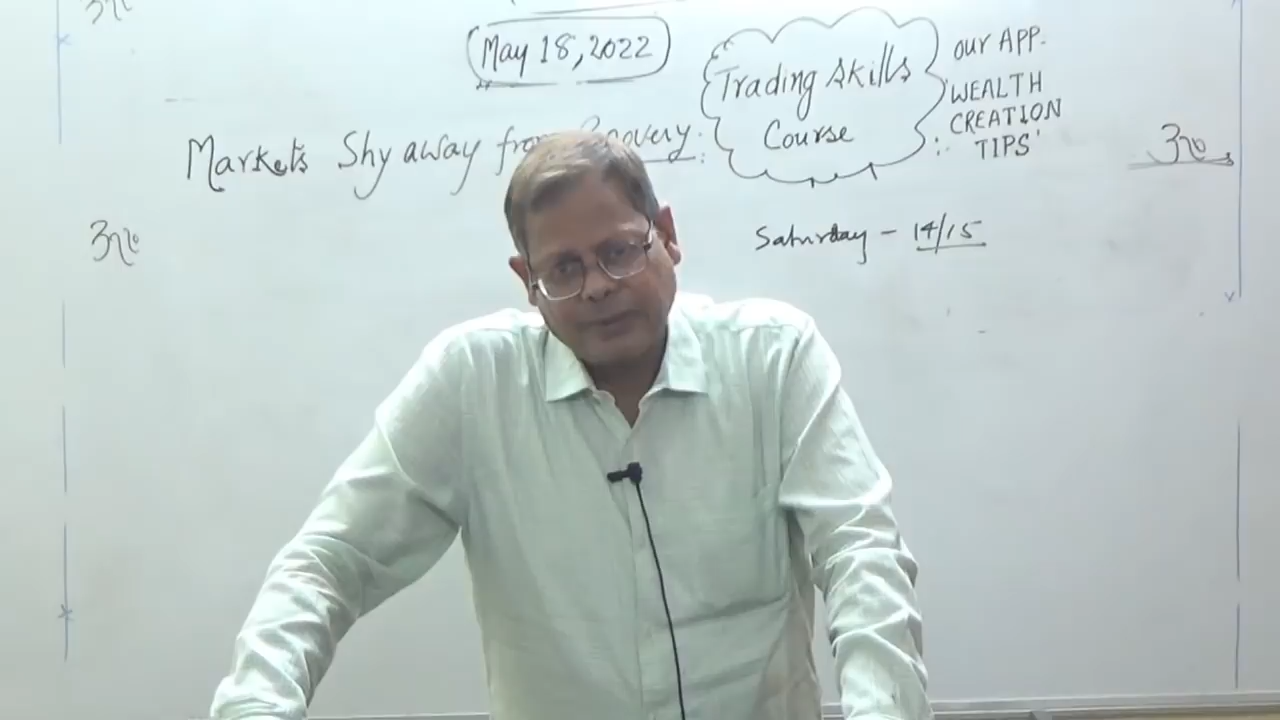 May 18, 2022
Markets Shy away from
Trading skills
Course
OUR APP.
WEALTH
CREATION
TIPS'
Saturday - 14/15